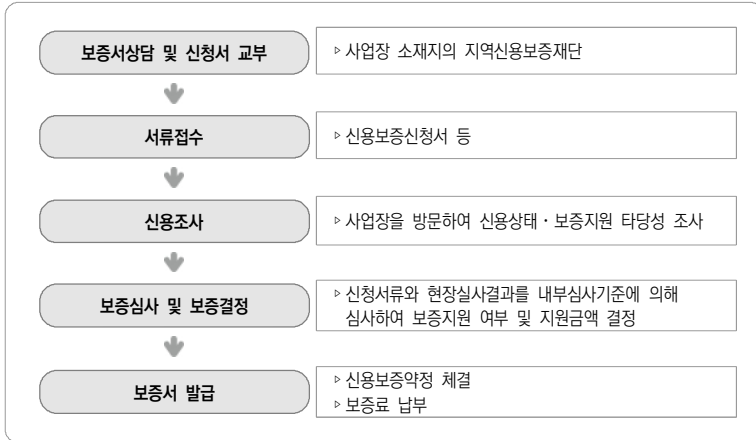 보증서상담 및 신청서 교부
▹사업장 소재지의 지역신용보증재단
서류접수
▹신용보증신청서 등
신용조사
▹사업장을 방문하여 신용상태・보증지원 타당성 조사
보증심사 및 보증결정
▹신청서류와 현장실사결과를 내부심사기준에 의해
심사하여 보증지원 여부 및 지원금액 결정
보증서 발급
▹신용보증약정 체결
▹보증료 납부